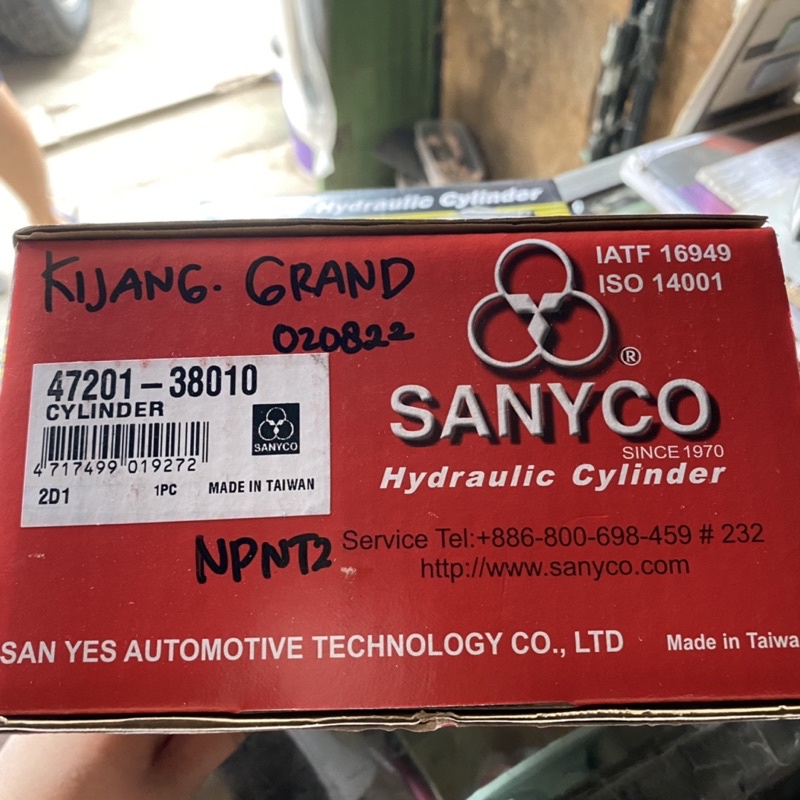 Hydraulic Cylinder
KIJANG. GRAND
020822
IATF 16949
ISO 14001
47201-38010
CYLINDER
SANYCO
4 717499 019272
2D1 1PC MADE IN TAIWAN
®
SANYCO
SINCE 1970
Hydraulic Cylinder
NPNT2
Service Tel:+886-800-698-459 # 232
http://www.sanyco.com
SAN YES AUTOMOTIVE TECHNOLOGY CO., LTD
Made in Taiwa